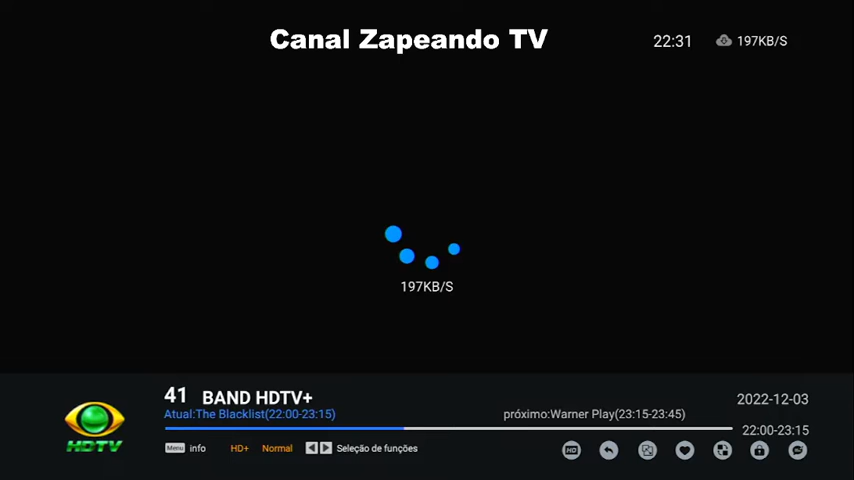 Canal Zapeando TV
22:31
197KB/S
197KB/S
41 BAND HDTV+
2022-12-03
Atual:The Blacklist(22:00-23:15)
próximo:Warner Play(23:15-23:45)
22:00-23:15
HDTV
Menu info HD+ Normal Seleção de funções
HD